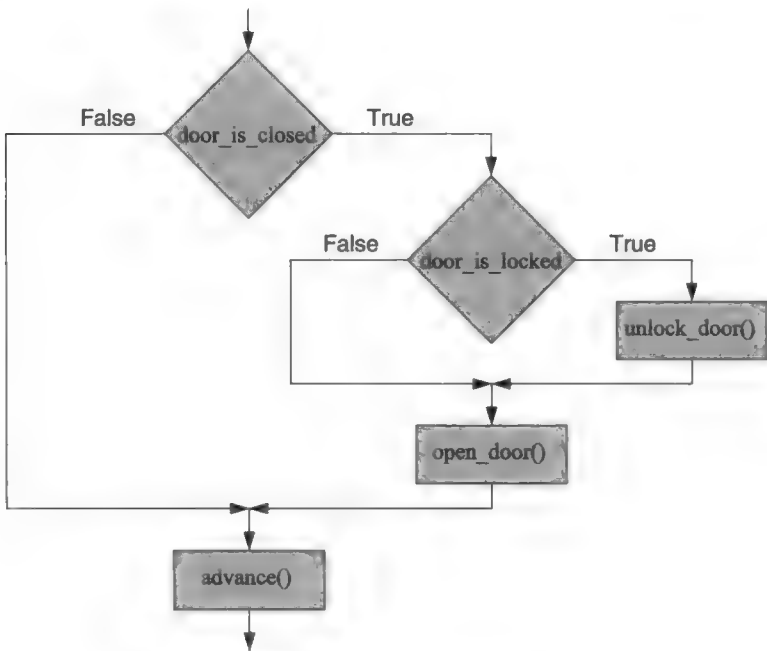 False
True
door_is_closed
False
True
door_is_locked
unlock_door()
open_door()
advance()